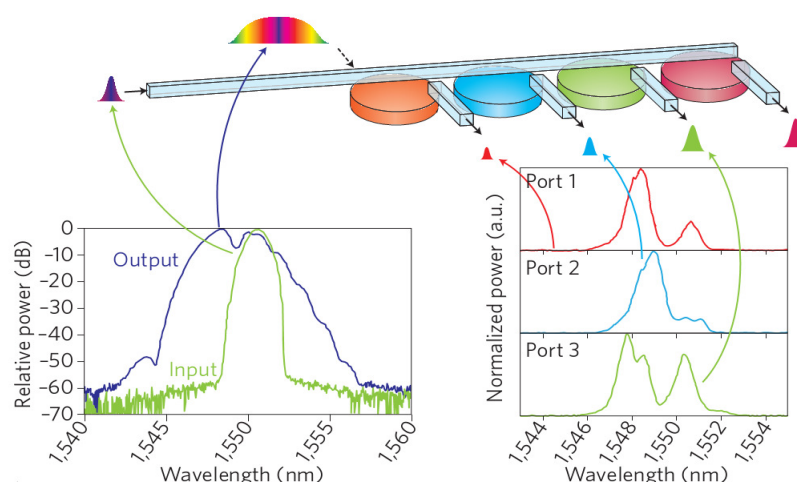 Relative power (dB)
0
−10
−20
−30
−40
−50
−60
−70
Output
Input
1,540
1,545
1,550
1,555
1,560
Wavelength (nm)
Normalized power (a.u.)
Port 1
Port 2
Port 3
1,544
1,546
1,548
1,550
1,552
1,554
Wavelength (nm)